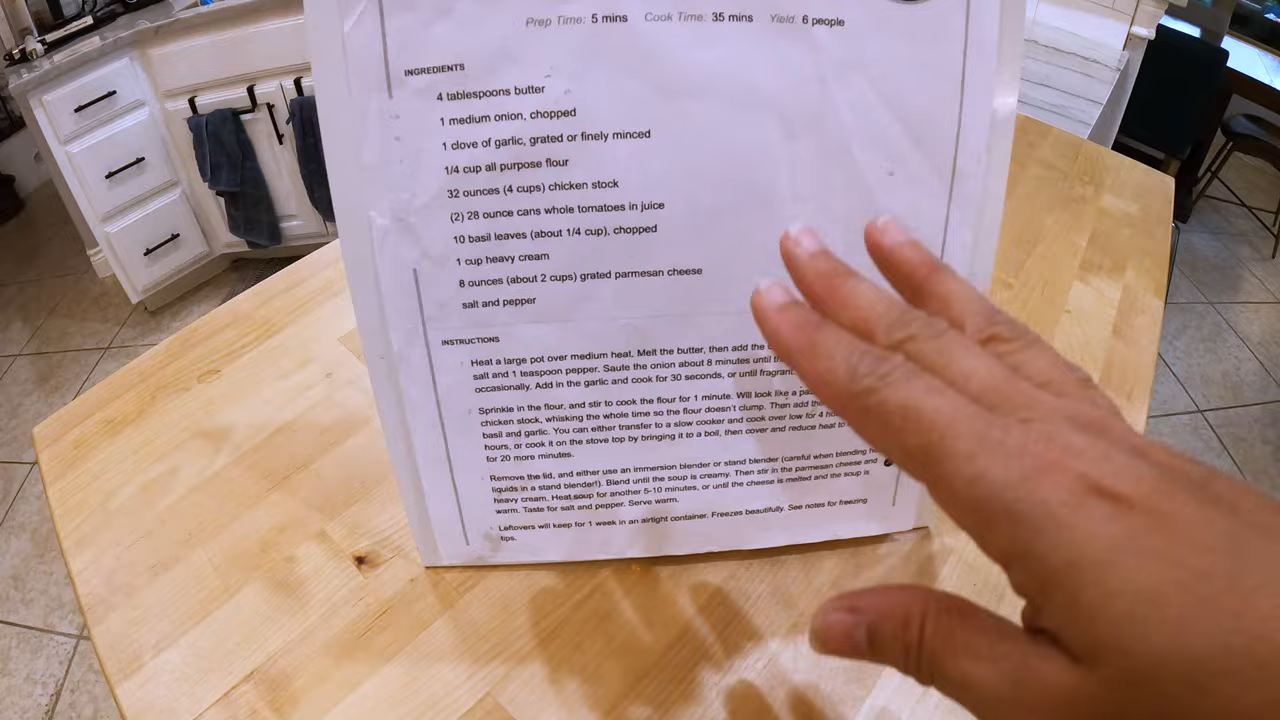 Prep Time: 5 mins Cook Time: 35 mins Yield: 6 people
INGREDIENTS
4 tablespoons butter
1 medium onion, chopped
1 clove of garlic, grated or finely minced
1/4 cup all purpose flour
32 ounces (4 cups) chicken stock
(2) 28 ounce cans whole tomatoes in juice
10 basil leaves (about 1/4 cup), chopped
1 cup heavy cream
8 ounces (about 2 cups) grated parmesan cheese
salt and pepper
INSTRUCTIONS
Heat a large pot over medium heat. Melt the butter, then add the
salt and 1 teaspoon pepper. Saute the onion about 8 minutes until
occasionally. Add in the garlic and cook for 30 seconds, or until fragrant.
Sprinkle in the flour, and stir to cook the flour for 1 minute. Will look like a
chicken stock, whisking the whole time so the flour doesn't clump. Then add
basil and garlic. You can either transfer to a slow cooker and cook over low for 4
hours, or cook it on the stove top by bringing it to a boil, then cover and reduce heat to
for 20 more minutes.
Remove the lid, and either use an immersion blender or stand blender (careful when blending
liquids in a stand blender!). Blend until the soup is creamy. Then stir in the parmesan cheese and
heavy cream. Heat soup for another 5-10 minutes, or until the cheese is melted and the soup is
warm. Taste for salt and pepper. Serve warm.
Leftovers will keep for 1 week in an airtight container. Freezes beautifully. See notes for freezing
tips.